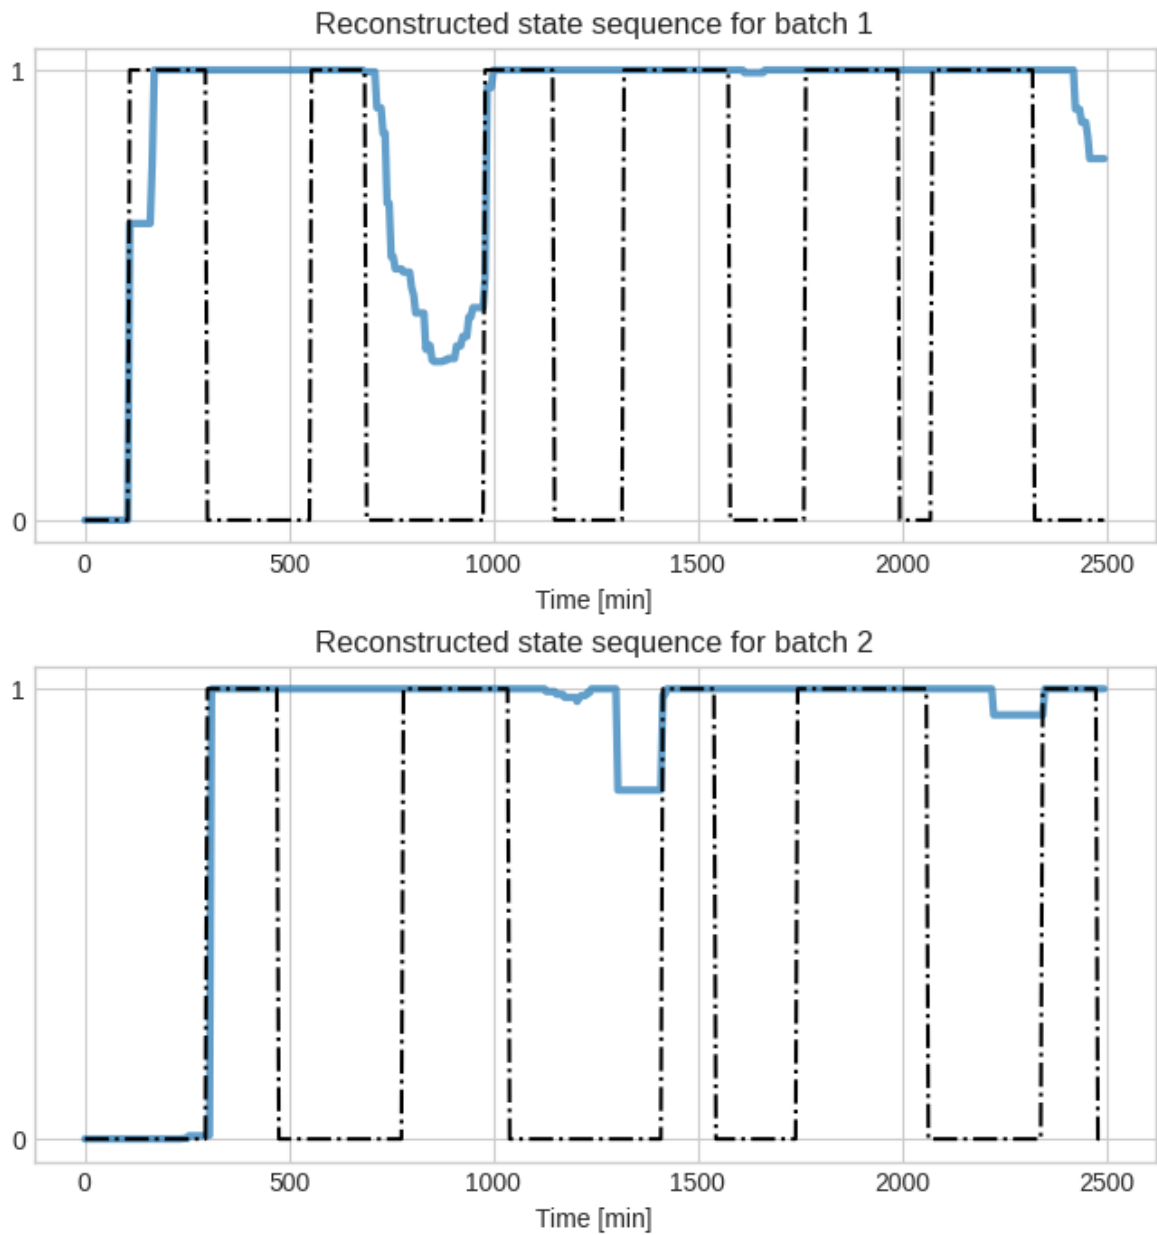 Reconstructed state sequence for batch 1
1
0
0 500 1000 1500 2000 2500
Time [min]
Reconstructed state sequence for batch 2
1
0
0 500 1000 1500 2000 2500
Time [min]